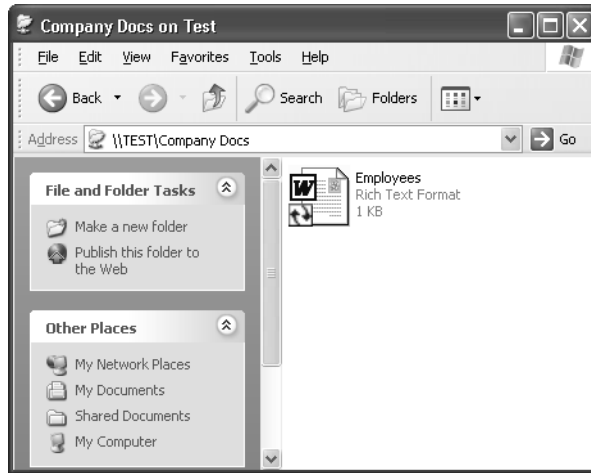 Company Docs on Test
File Edit View Favorites Tools Help
Back Search Folders
Address \\TEST\Company Docs Go
File and Folder Tasks
Make a new folder
Publish this folder to
the Web
Other Places
My Network Places
My Documents
Shared Documents
My Computer
Employees
Rich Text Format
1 KB